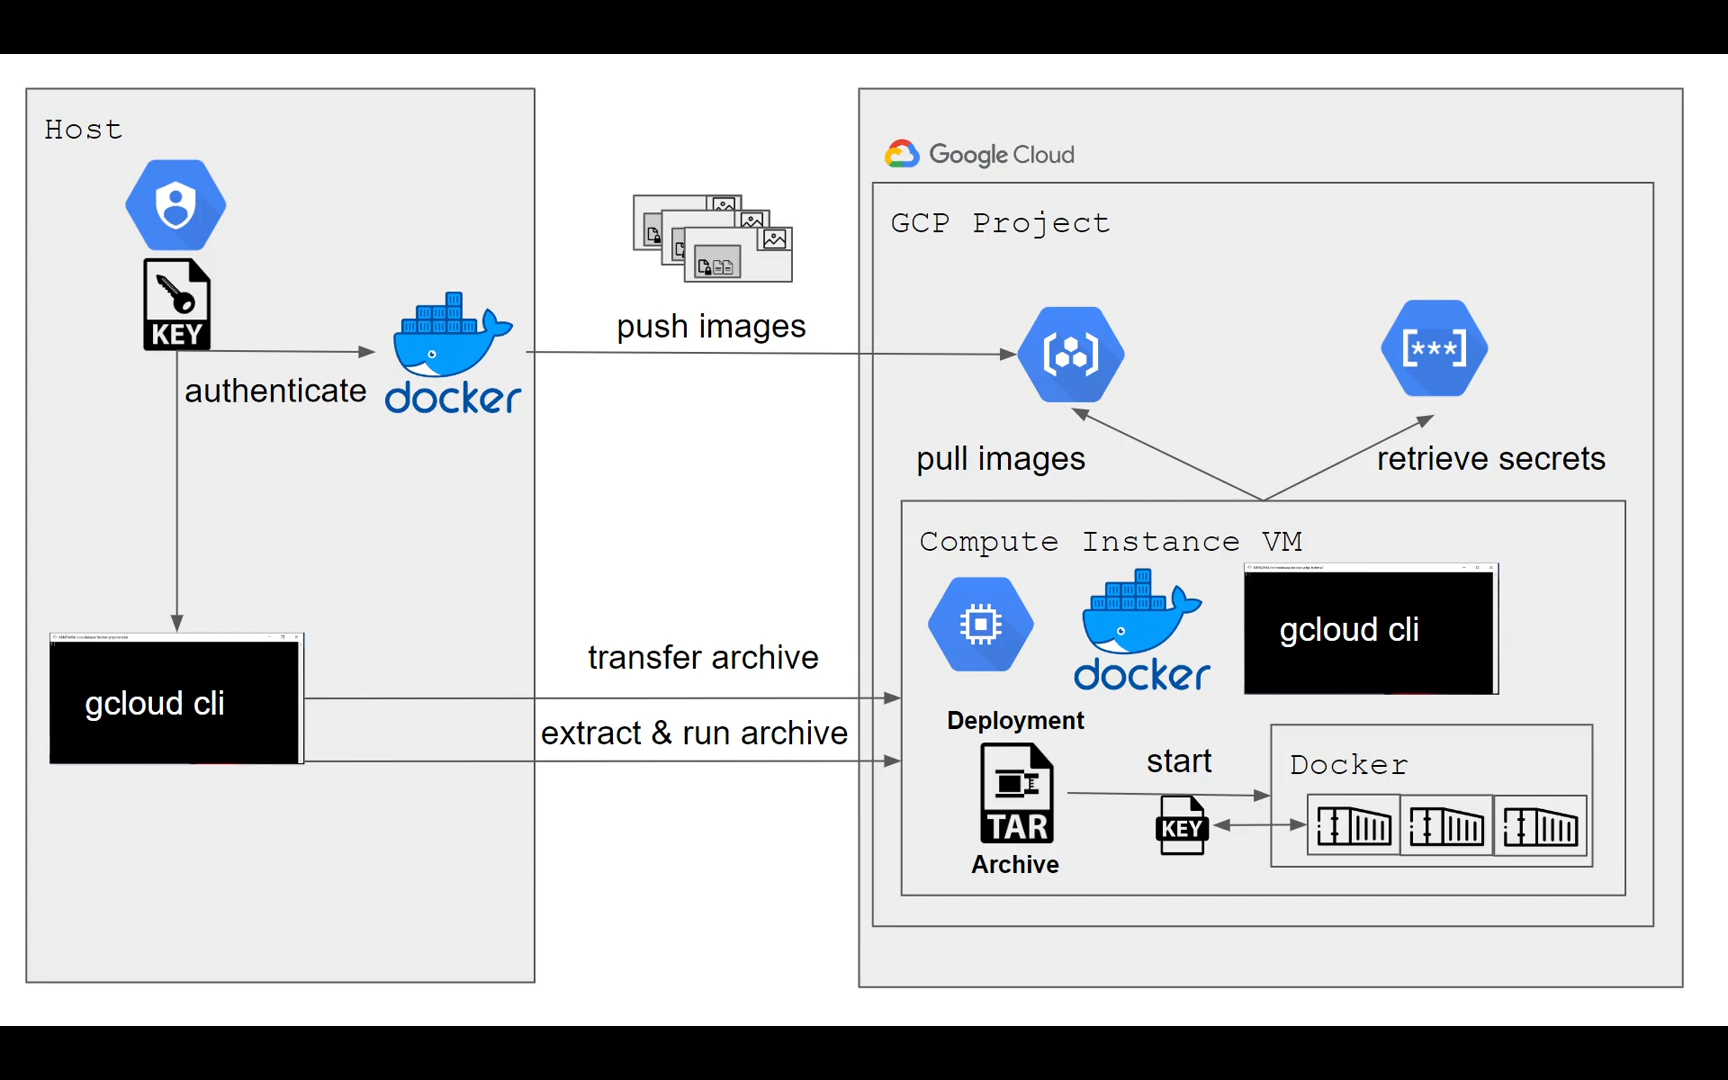 Host
KEY
authenticate
docker
gcloud cli
push images
transfer archive
extract & run archive
Google Cloud
GCP Project
[***]
pull images
retrieve secrets
Compute Instance VM
docker
gcloud cli
Deployment
TAR
Archive
start
KEY
Docker